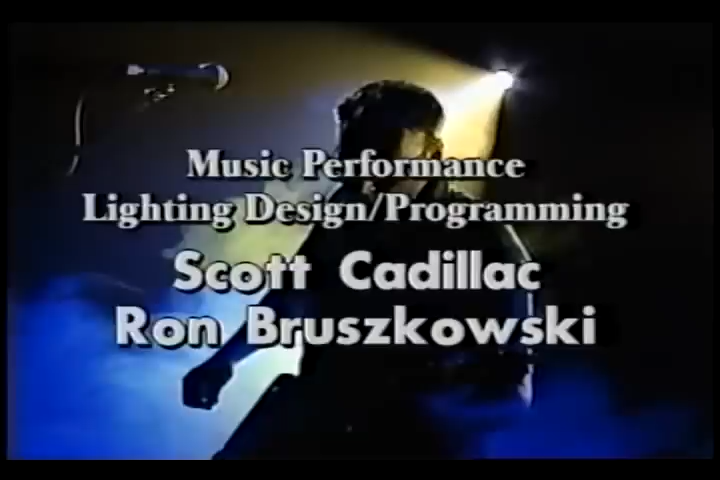 Music Performance
Lighting Design/Programming
Scott Cadillac
Ron Bruszkowski